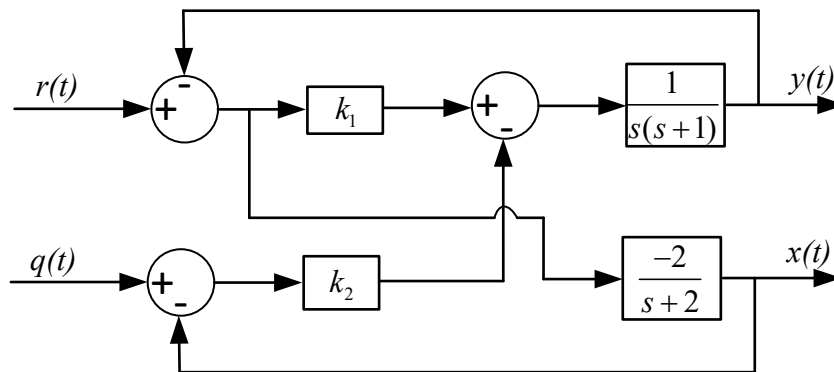 r(t)
+
-
k₁
+
-
1
s(s+1)
y(t)
q(t)
+
-
k₂
-2
s+2
x(t)